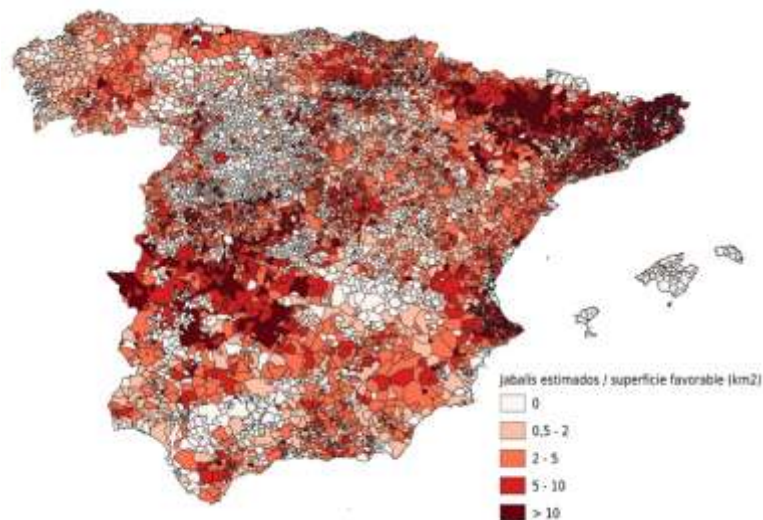 Jabalís estimados / superficie favorable (km2)
0
0,5 - 2
2 - 5
5 - 10
> 10